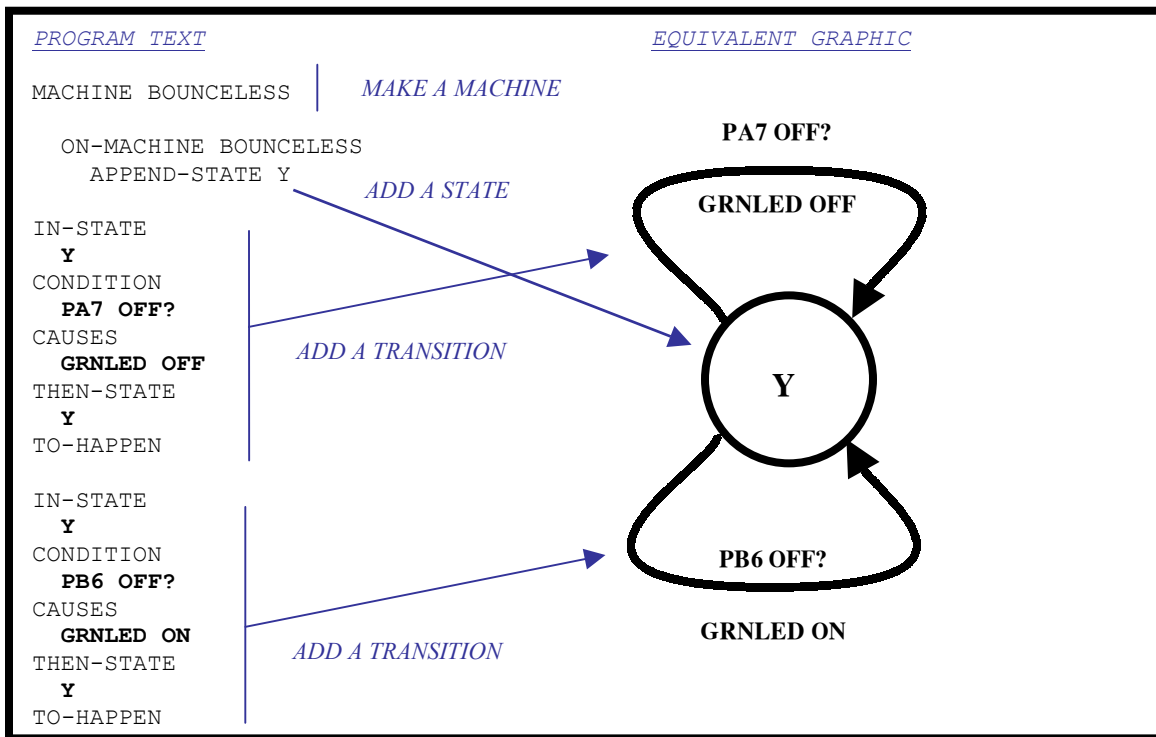 PROGRAM TEXT
EQUIVALENT GRAPHIC
MACHINE BOUNCELESS
MAKE A MACHINE
ON-MACHINE BOUNCELESS
APPEND-STATE Y
ADD A STATE
IN-STATE
Y
CONDITION
PA7 OFF?
CAUSES
GRNLED OFF
THEN-STATE
Y
TO-HAPPEN
ADD A TRANSITION
IN-STATE
Y
CONDITION
PB6 OFF?
CAUSES
GRNLED ON
THEN-STATE
Y
TO-HAPPEN
ADD A TRANSITION
PA7 OFF?
GRNLED OFF
Y
PB6 OFF?
GRNLED ON